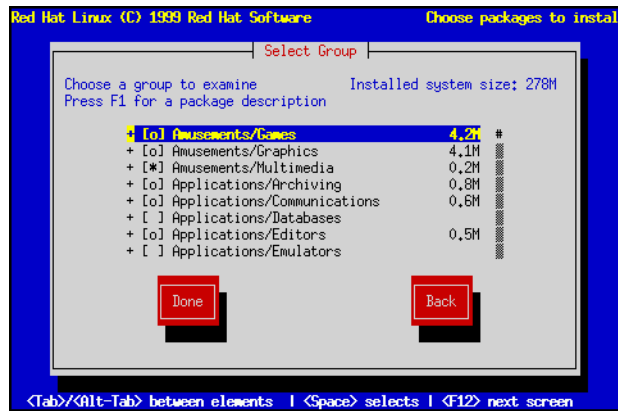 Red Hat Linux (C) 1999 Red Hat Software Choose packages to instal
Select Group
Choose a group to examine Installed system size: 278M
Press F1 for a package description
+ [o] Amusements/Games 4.2M #
+ [o] Amusements/Graphics 4.1M
+ [*] Amusements/Multimedia 0.2M
+ [o] Applications/Archiving 0.8M
+ [o] Applications/Communications 0.6M
+ [ ] Applications/Databases
+ [o] Applications/Editors 0.5M
+ [ ] Applications/Emulators
Done Back
<Tab>/<Alt-Tab> between elements | <Space> selects | <F12> next screen